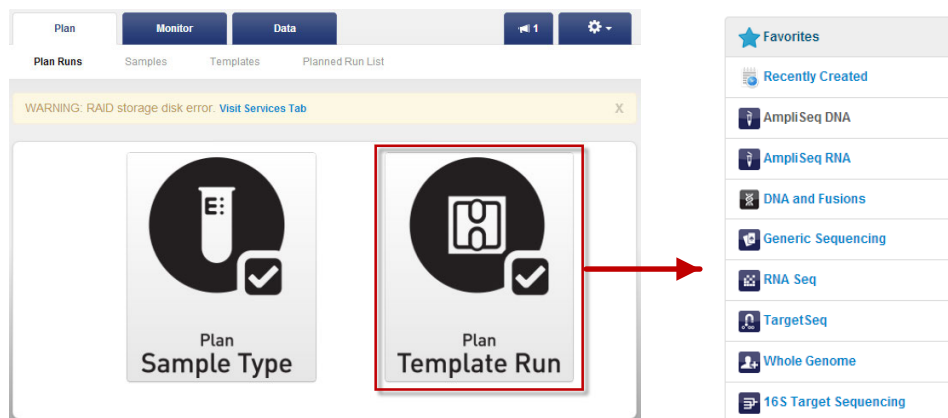 Plan Monitor Data 1
Plan Runs Samples Templates Planned Run List
WARNING: RAID storage disk error. Visit Services Tab X
E:
Plan
Sample Type
Plan
Template Run
Favorites
Recently Created
AmpliSeq DNA
AmpliSeq RNA
DNA and Fusions
Generic Sequencing
RNA Seq
TargetSeq
Whole Genome
16S Target Sequencing